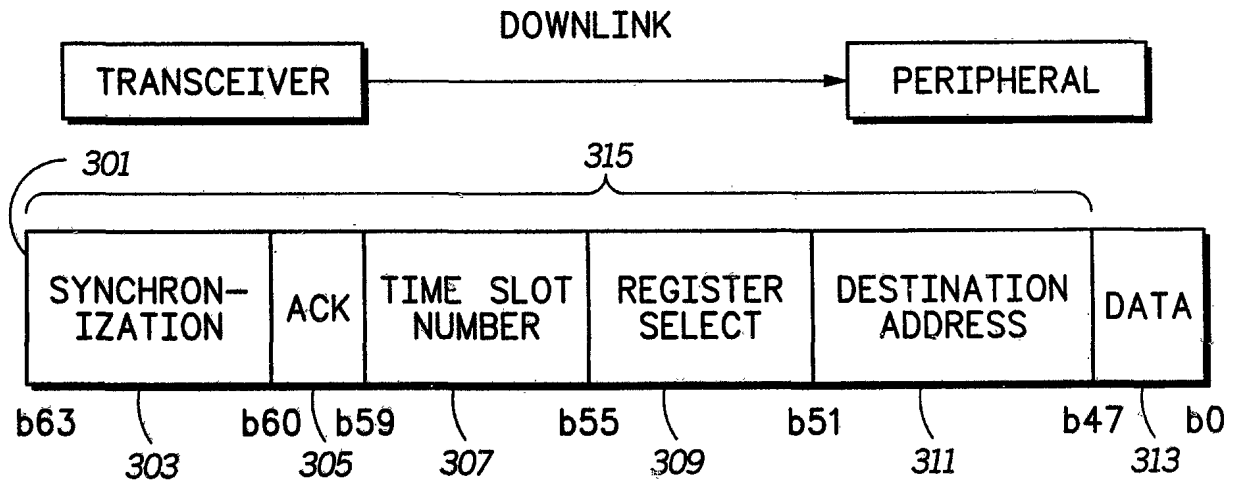 DOWNLINK
TRANSCEIVER
PERIPHERAL
301
315
SYNCHRON-
IZATION
ACK
TIME SLOT
NUMBER
REGISTER
SELECT
DESTINATION
ADDRESS
DATA
b63
b60
b59
b55
b51
b47
b0
303
305
307
309
311
313